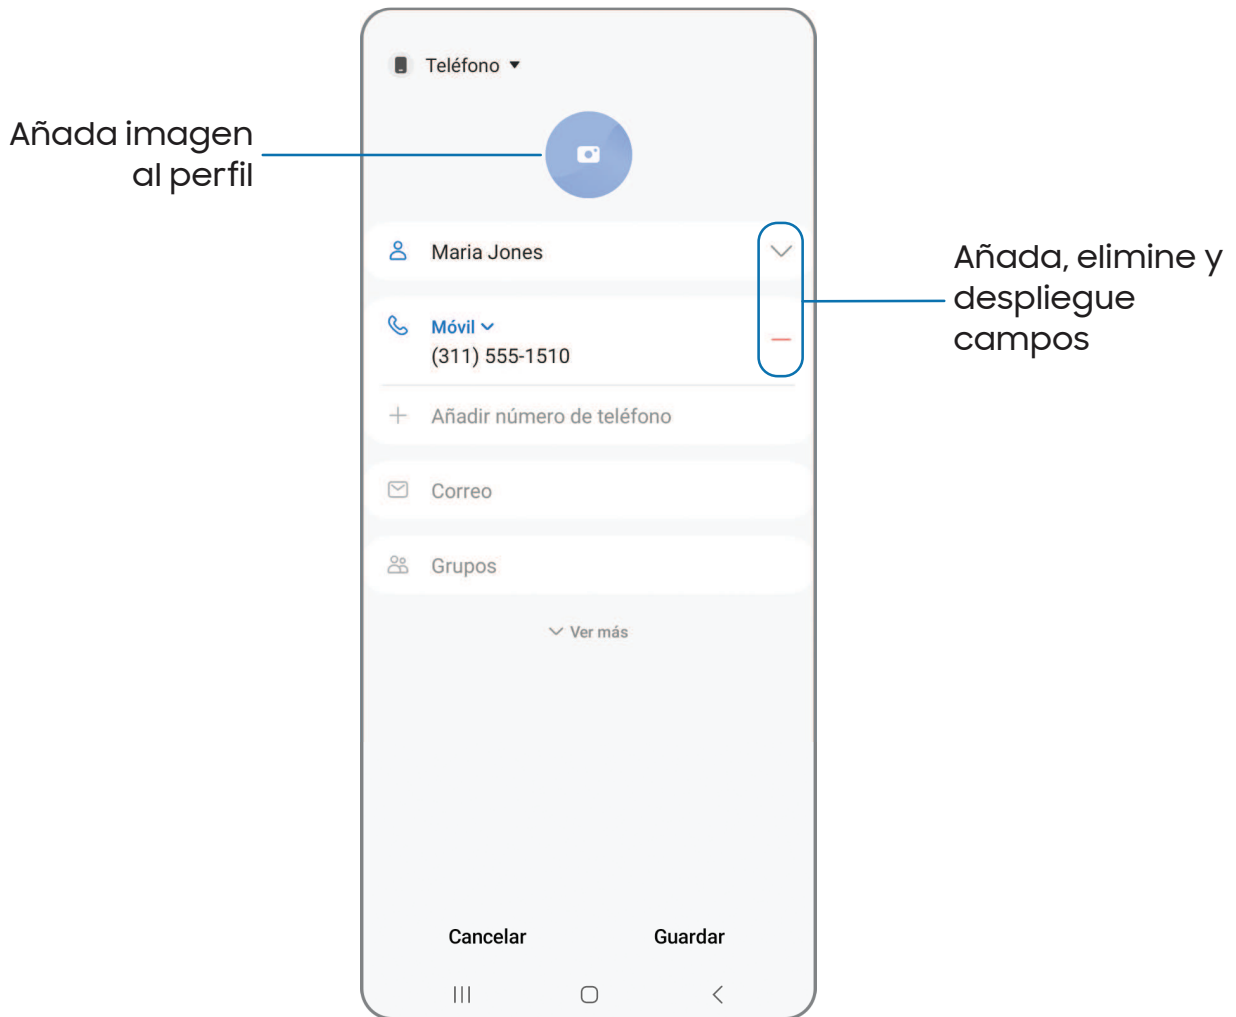 Teléfono
Añada imagen
al perfil
Maria Jones
Añada, elimine y
despliegue
campos
Móvil
(311) 555-1510
Añadir número de teléfono
Correo
Grupos
Ver más
Cancelar
Guardar